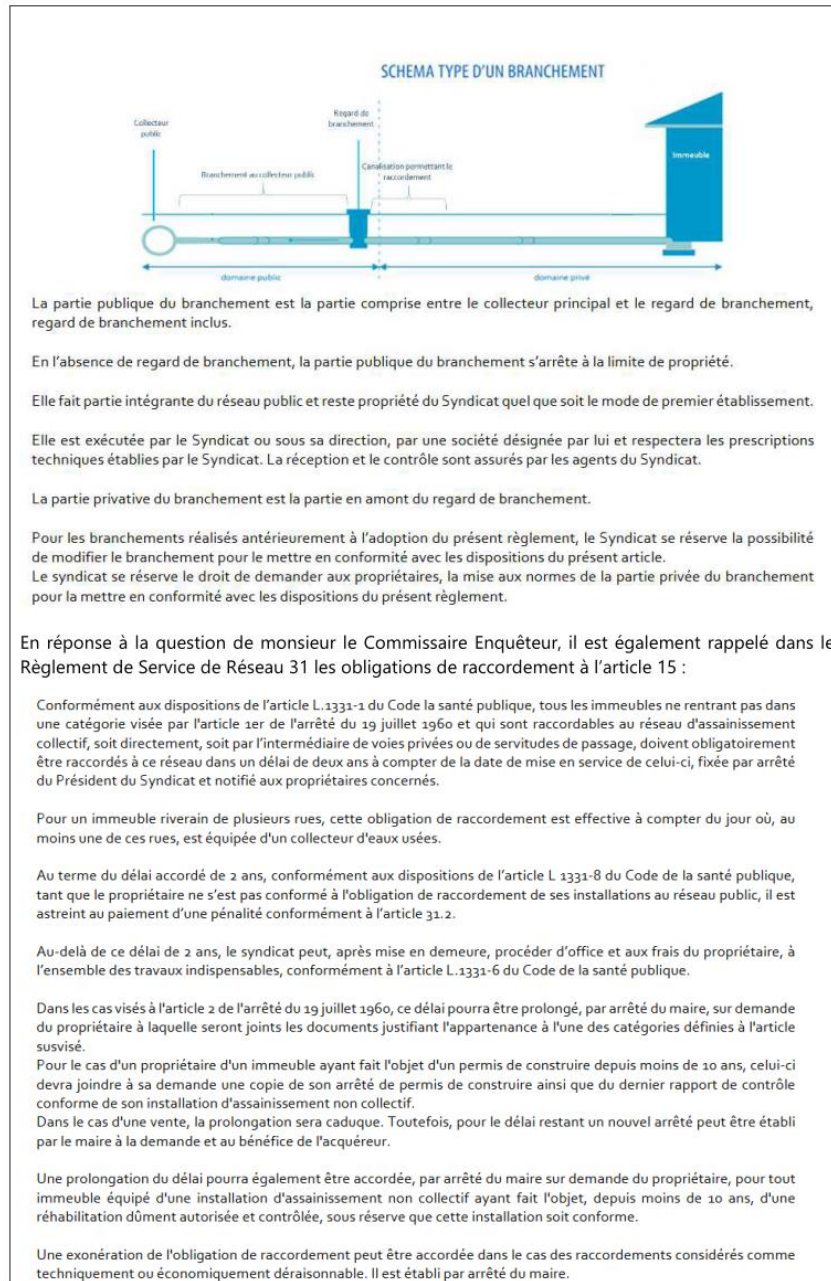 SCHEMA TYPE D'UN BRANCHEMENT
Collecteur
public
Regard de
branchement
Immeuble
Branchement au collecteur public
Canalisation permettant le
raccordement
domaine public
domaine privé
La partie publique du branchement est la partie comprise entre le collecteur principal et le regard de branchement,
regard de branchement inclus.
En l'absence de regard de branchement, la partie publique du branchement s'arrête à la limite de propriété.
Elle fait partie intégrante du réseau public et reste propriété du Syndicat quel que soit le mode de premier établissement.
Elle est exécutée par le Syndicat ou sous sa direction, par une société désignée par lui et respectera les prescriptions
techniques établies par le Syndicat. La réception et le contrôle sont assurés par les agents du Syndicat.
La partie privative du branchement est la partie en amont du regard de branchement.
Pour les branchements réalisés antérieurement à l'adoption du présent règlement, le Syndicat se réserve la possibilité
de modifier le branchement pour le mettre en conformité avec les dispositions du présent article.
Le syndicat se réserve le droit de demander aux propriétaires, la mise aux normes de la partie privée du branchement
pour la mettre en conformité avec les dispositions du présent règlement.
En réponse à la question de monsieur le Commissaire Enquêteur, il est également rappelé dans le
Règlement de Service de Réseau 31 les obligations de raccordement à l'article 15 :
Conformément aux dispositions de l'article L.1331-1 du Code la santé publique, tous les immeubles ne rentrant pas dans
une catégorie visée par l'article 1er de l'arrêté du 19 juillet 1960 et qui sont raccordables au réseau d'assainissement
collectif, soit directement, soit par l'intermédiaire de voies privées ou de servitudes de passage, doivent obligatoirement
être raccordés à ce réseau dans un délai de deux ans à compter de la date de mise en service de celui-ci, fixée par arrêté
du Président du Syndicat et notifié aux propriétaires concernés.
Pour un immeuble riverain de plusieurs rues, cette obligation de raccordement est effective à compter du jour où, au
moins une de ces rues, est équipée d'un collecteur d'eaux usées.
Au terme du délai accordé de 2 ans, conformément aux dispositions de l'article L 1331-8 du Code de la santé publique,
tant que le propriétaire ne s'est pas conformé à l'obligation de raccordement de ses installations au réseau public, il est
astreint au paiement d'une pénalité conformément à l'article 31.2.
Au-delà de ce délai de 2 ans, le syndicat peut, après mise en demeure, procéder d'office et aux frais du propriétaire, à
l'ensemble des travaux indispensables, conformément à l'article L.1331-6 du Code de la santé publique.
Dans les cas visés à l'article 2 de l'arrêté du 19 juillet 1960, ce délai pourra être prolongé, par arrêté du maire, sur demande
du propriétaire à laquelle seront joints les documents justifiant l'appartenance à l'une des catégories définies à l'article
susvisé.
Pour le cas d'un propriétaire d'un immeuble ayant fait l'objet d'un permis de construire depuis moins de 10 ans, celui-ci
devra joindre à sa demande une copie de son arrêté de permis de construire ainsi que du dernier rapport de contrôle
conforme de son installation d'assainissement non collectif.
Dans le cas d'une vente, la prolongation sera caduque. Toutefois, pour le délai restant un nouvel arrêté peut être établi
par le maire à la demande et au bénéfice de l'acquéreur.
Une prolongation du délai pourra également être accordée, par arrêté du maire sur demande du propriétaire, pour tout
immeuble équipé d'une installation d'assainissement non collectif ayant fait l'objet, depuis moins de 10 ans, d'une
réhabilitation dûment autorisée et contrôlée, sous réserve que cette installation soit conforme.
Une exonération de l'obligation de raccordement peut être accordée dans le cas des raccordements considérés comme
techniquement ou économiquement déraisonnable. Il est établi par arrêté du maire.